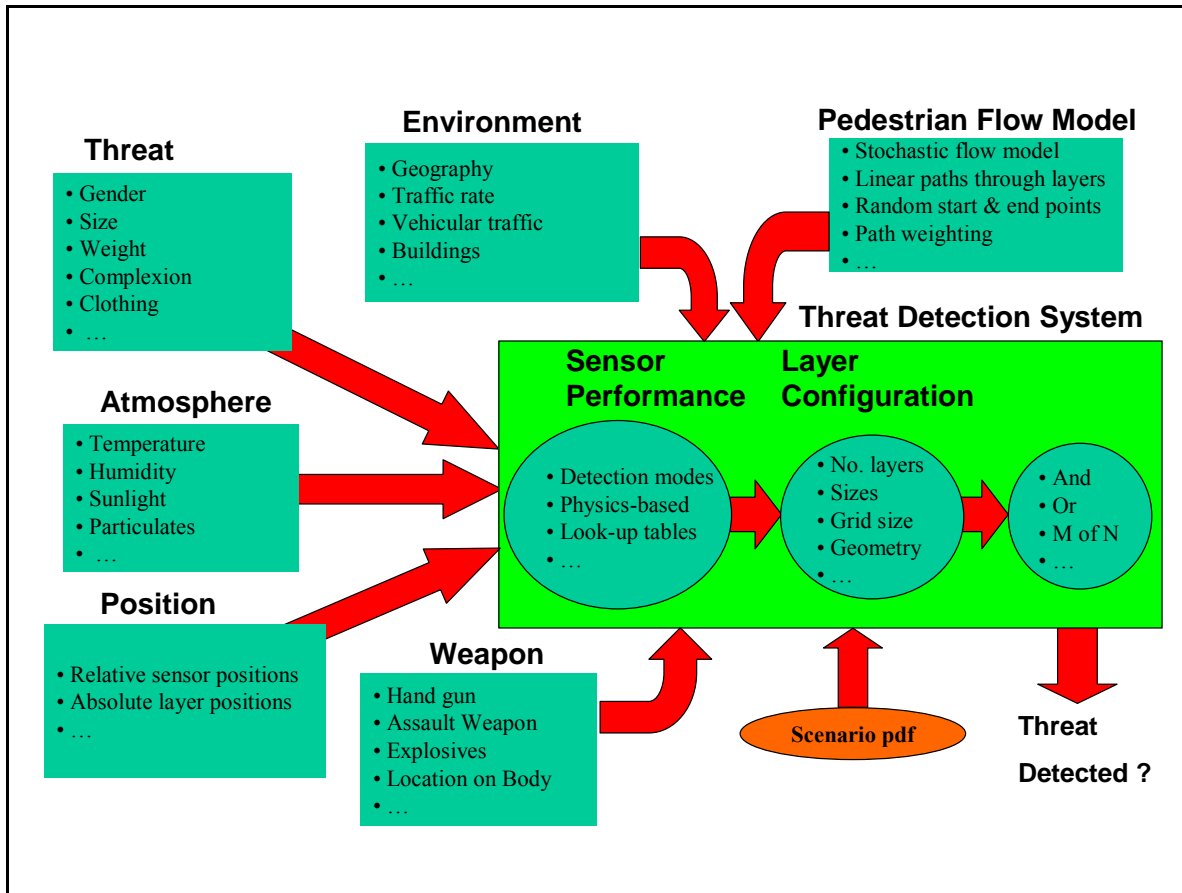 Threat
• Gender
• Size
• Weight
• Complexion
• Clothing
• …
Environment
• Geography
• Traffic rate
• Vehicular traffic
• Buildings
• …
Pedestrian Flow Model
• Stochastic flow model
• Linear paths through layers
• Random start & end points
• Path weighting
• …
Atmosphere
• Temperature
• Humidity
• Sunlight
• Particulates
• …
Position
• Relative sensor positions
• Absolute layer positions
• …
Threat Detection System
Sensor
Performance
• Detection modes
• Physics-based
• Look-up tables
• …
Layer
Configuration
• No. layers
• Sizes
• Grid size
• Geometry
• …
• And
• Or
• M of N
• …
Weapon
• Hand gun
• Assault Weapon
• Explosives
• Location on Body
• …
Scenario pdf
Threat
Detected ?